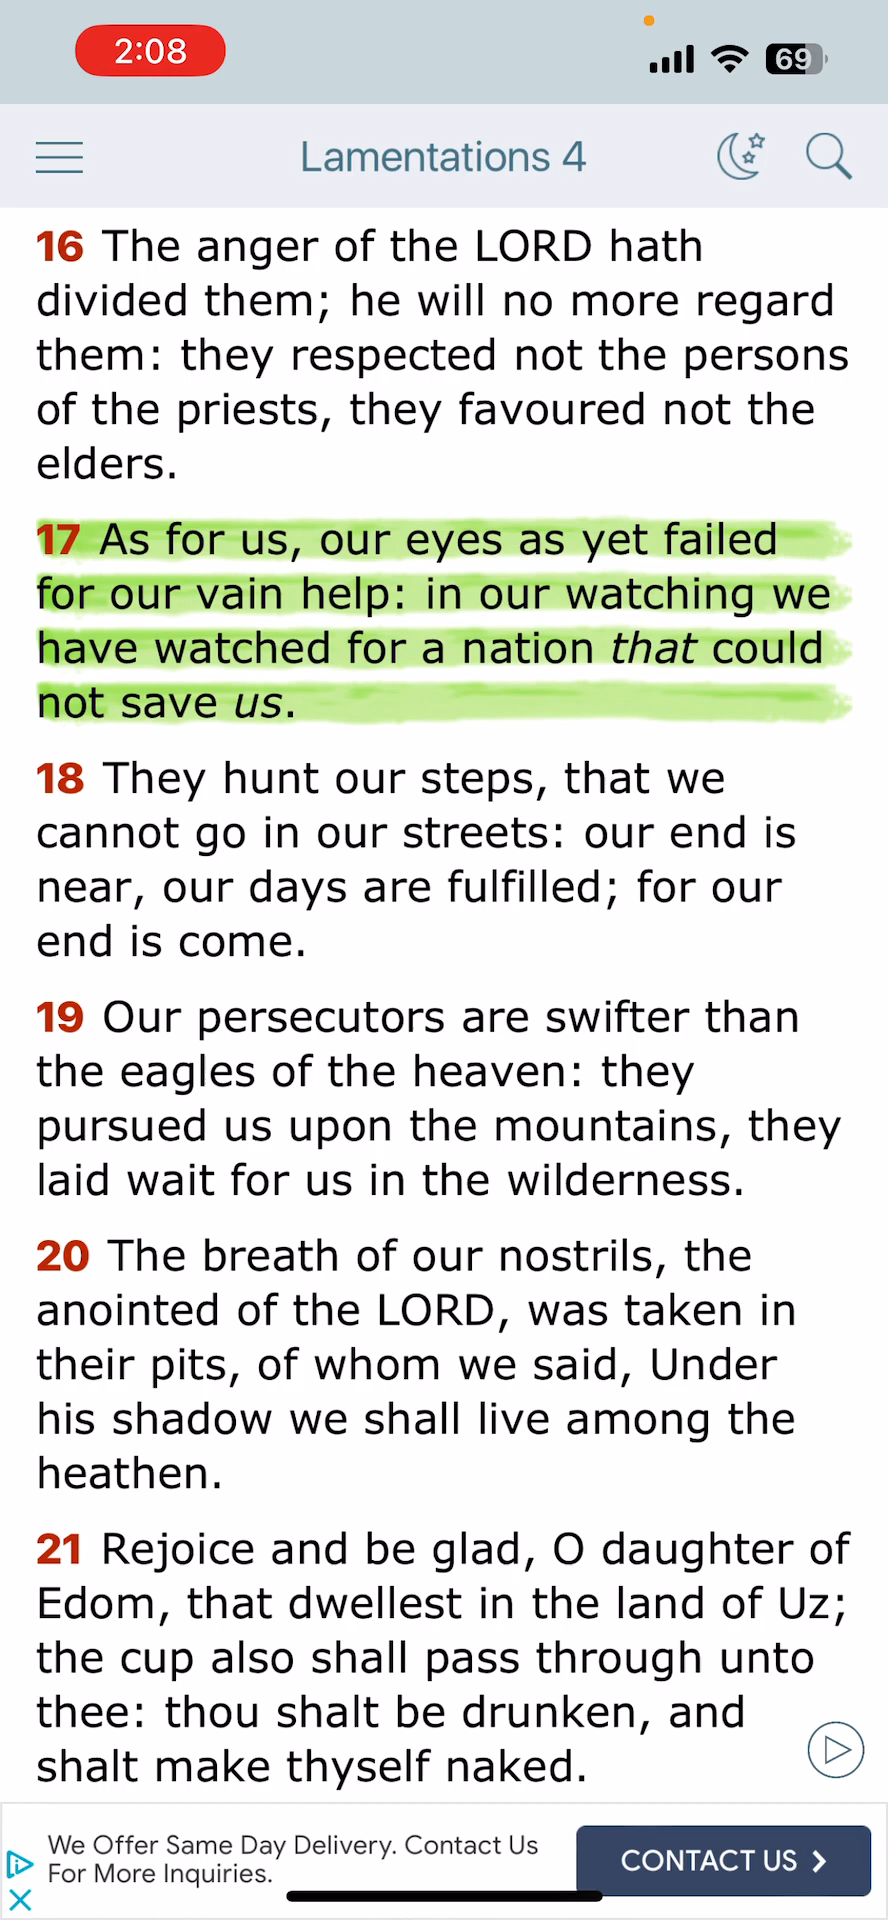 2:08
69
Lamentations 4
16 The anger of the LORD hath
divided them; he will no more regard
them: they respected not the persons
of the priests, they favoured not the
elders.
17 As for us, our eyes as yet failed
for our vain help: in our watching we
have watched for a nation that could
not save us.
18 They hunt our steps, that we
cannot go in our streets: our end is
near, our days are fulfilled; for our
end is come.
19 Our persecutors are swifter than
the eagles of the heaven: they
pursued us upon the mountains, they
laid wait for us in the wilderness.
20 The breath of our nostrils, the
anointed of the LORD, was taken in
their pits, of whom we said, Under
his shadow we shall live among the
heathen.
21 Rejoice and be glad, O daughter of
Edom, that dwellest in the land of Uz;
the cup also shall pass through unto
thee: thou shalt be drunken, and
shalt make thyself naked.
We Offer Same Day Delivery. Contact Us
For More Inquiries.
CONTACT US